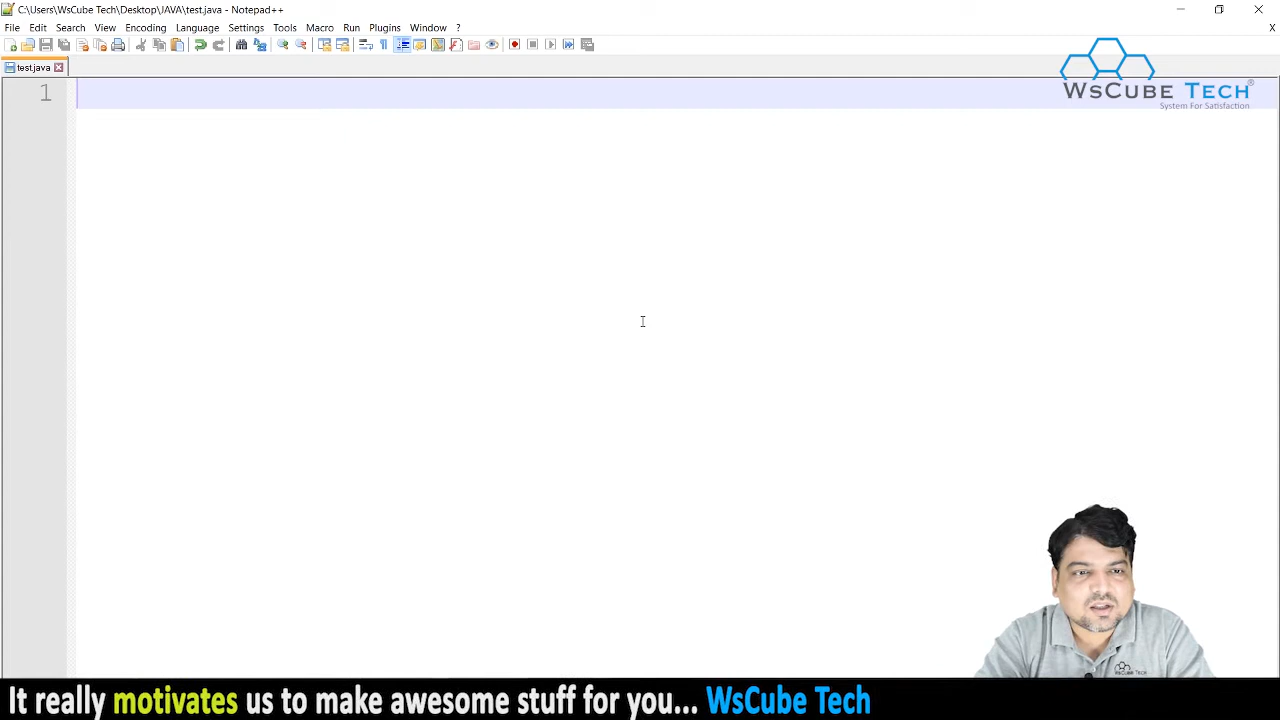 C:\Users\WsCube Tech\Desktop\JAVA\test.java - Notepad++
File Edit Search View Encoding Language Settings Tools Macro Run Plugins Window ? X
test.java
1
WsCube Tech®
System For Satisfaction
WsCube Tech
It really motivates us to make awesome stuff for you... WsCube Tech